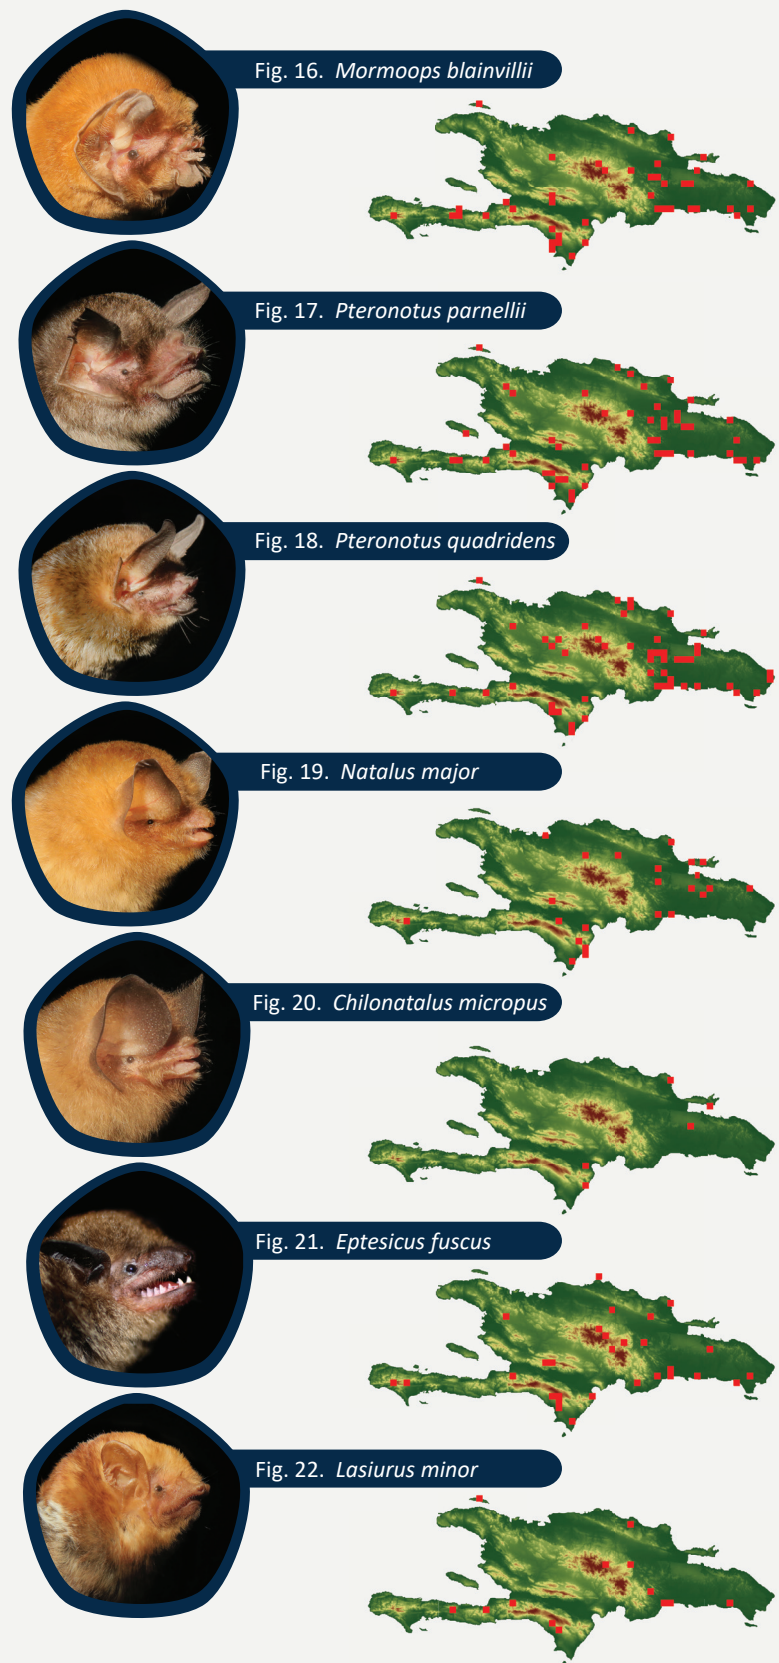 Fig. 16. Mormoops blainvillii
Fig. 17. Pteronotus parnellii
Fig. 18. Pteronotus quadridens
Fig. 19. Natalus major
Fig. 20. Chilonatalus micropus
Fig. 21. Eptesicus fuscus
Fig. 22. Lasiurus minor